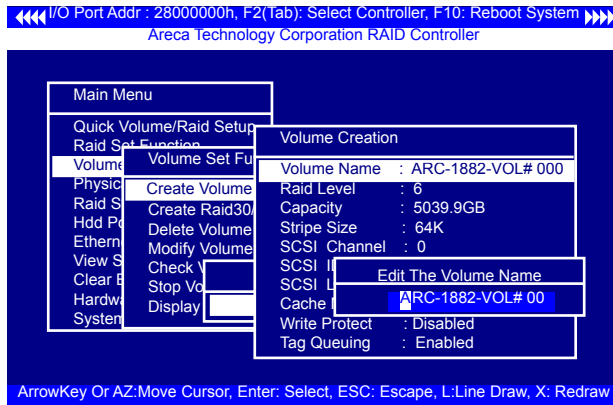 I/O Port Addr : 28000000h, F2(Tab): Select Controller, F10: Reboot System
Areca Technology Corporation RAID Controller
Main Menu
Quick Volume/Raid Setup
Raid Set Function
Volume
Physic
Raid S
Hdd Po
Ethern
View S
Clear E
Hardwa
System
Volume Set Fu
Create Volume
Create Raid30/
Delete Volume
Modify Volume
Check V
Stop Vo
Display
Volume Creation
Volume Name : ARC-1882-VOL# 000
Raid Level : 6
Capacity : 5039.9GB
Stripe Size : 64K
SCSI Channel : 0
SCSI I
SCSI L
Cache
Write Protect : Disabled
Tag Queuing : Enabled
Edit The Volume Name
ARC-1882-VOL# 00
ArrowKey Or AZ:Move Cursor, Enter: Select, ESC: Escape, L:Line Draw, X: Redraw